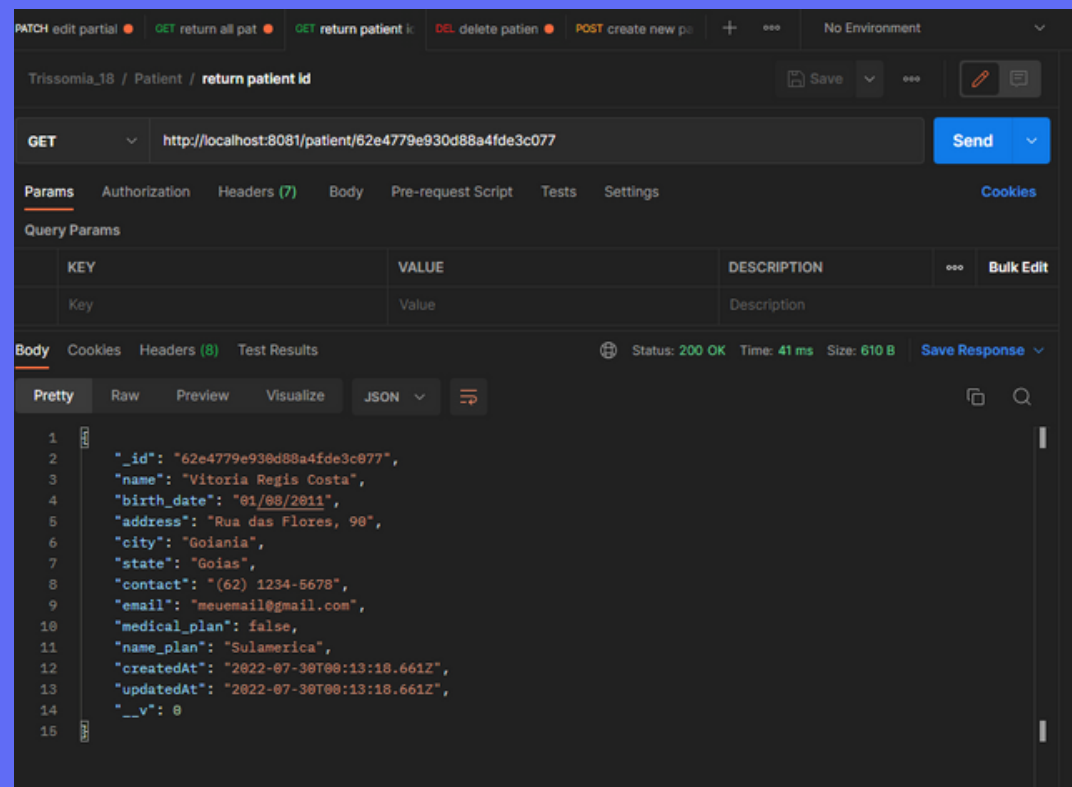 PATCH edit partial GET return all pat GET return patient ic DEL delete patien POST create new pa + ooo No Environment
Trissomia_18 / Patient / return patient id Save ooo
GET http://localhost:8081/patient/62e4779e930d88a4fde3c077 Send
Params Authorization Headers (7) Body Pre-request Script Tests Settings Cookies
Query Params
KEY VALUE DESCRIPTION ooo Bulk Edit
Key Value Description
Body Cookies Headers (8) Test Results Status: 200 OK Time: 41 ms Size: 610 B Save Response
Pretty Raw Preview Visualize JSON
1 {
2 "_id": "62e4779e930d88a4fde3c077",
3 "name": "Vitoria Regis Costa",
4 "birth_date": "01/08/2011",
5 "address": "Rua das Flores, 90",
6 "city": "Goiania",
7 "state": "Goias",
8 "contact": "(62) 1234-5678",
9 "email": "meuemail@gmail.com",
10 "medical_plan": false,
11 "name_plan": "Sulamerica",
12 "createdAt": "2022-07-30T00:13:18.661Z",
13 "updatedAt": "2022-07-30T00:13:18.661Z",
14 "__v": 0
15 }